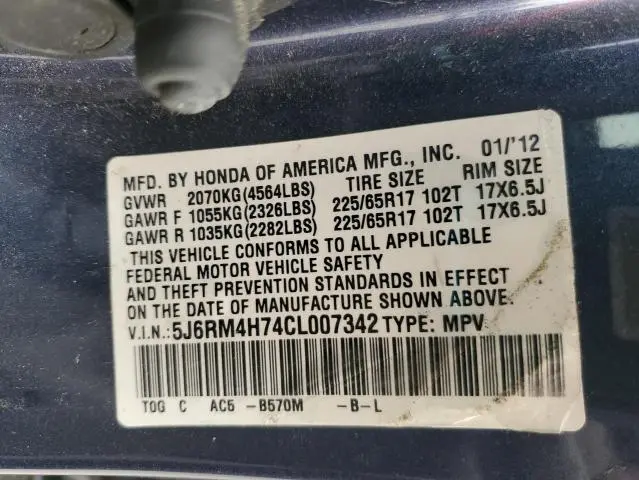 MFD. BY HONDA OF AMERICA MFG., INC. 01/'12
GVWR 2070KG(4564LBS) TIRE SIZE RIM SIZE
GAWR F 1055KG(2326LBS) 225/65R17 102T 17X6.5J
GAWR R 1035KG(2282LBS) 225/65R17 102T 17X6.5J
THIS VEHICLE CONFORMS TO ALL APPLICABLE
FEDERAL MOTOR VEHICLE SAFETY
AND THEFT PREVENTION STANDARDS IN EFFECT
ON THE DATE OF MANUFACTURE SHOWN ABOVE.
V.I.N.:5J6RM4H74CL007342 TYPE: MPV
TOG C AC5 -B570M -B-L